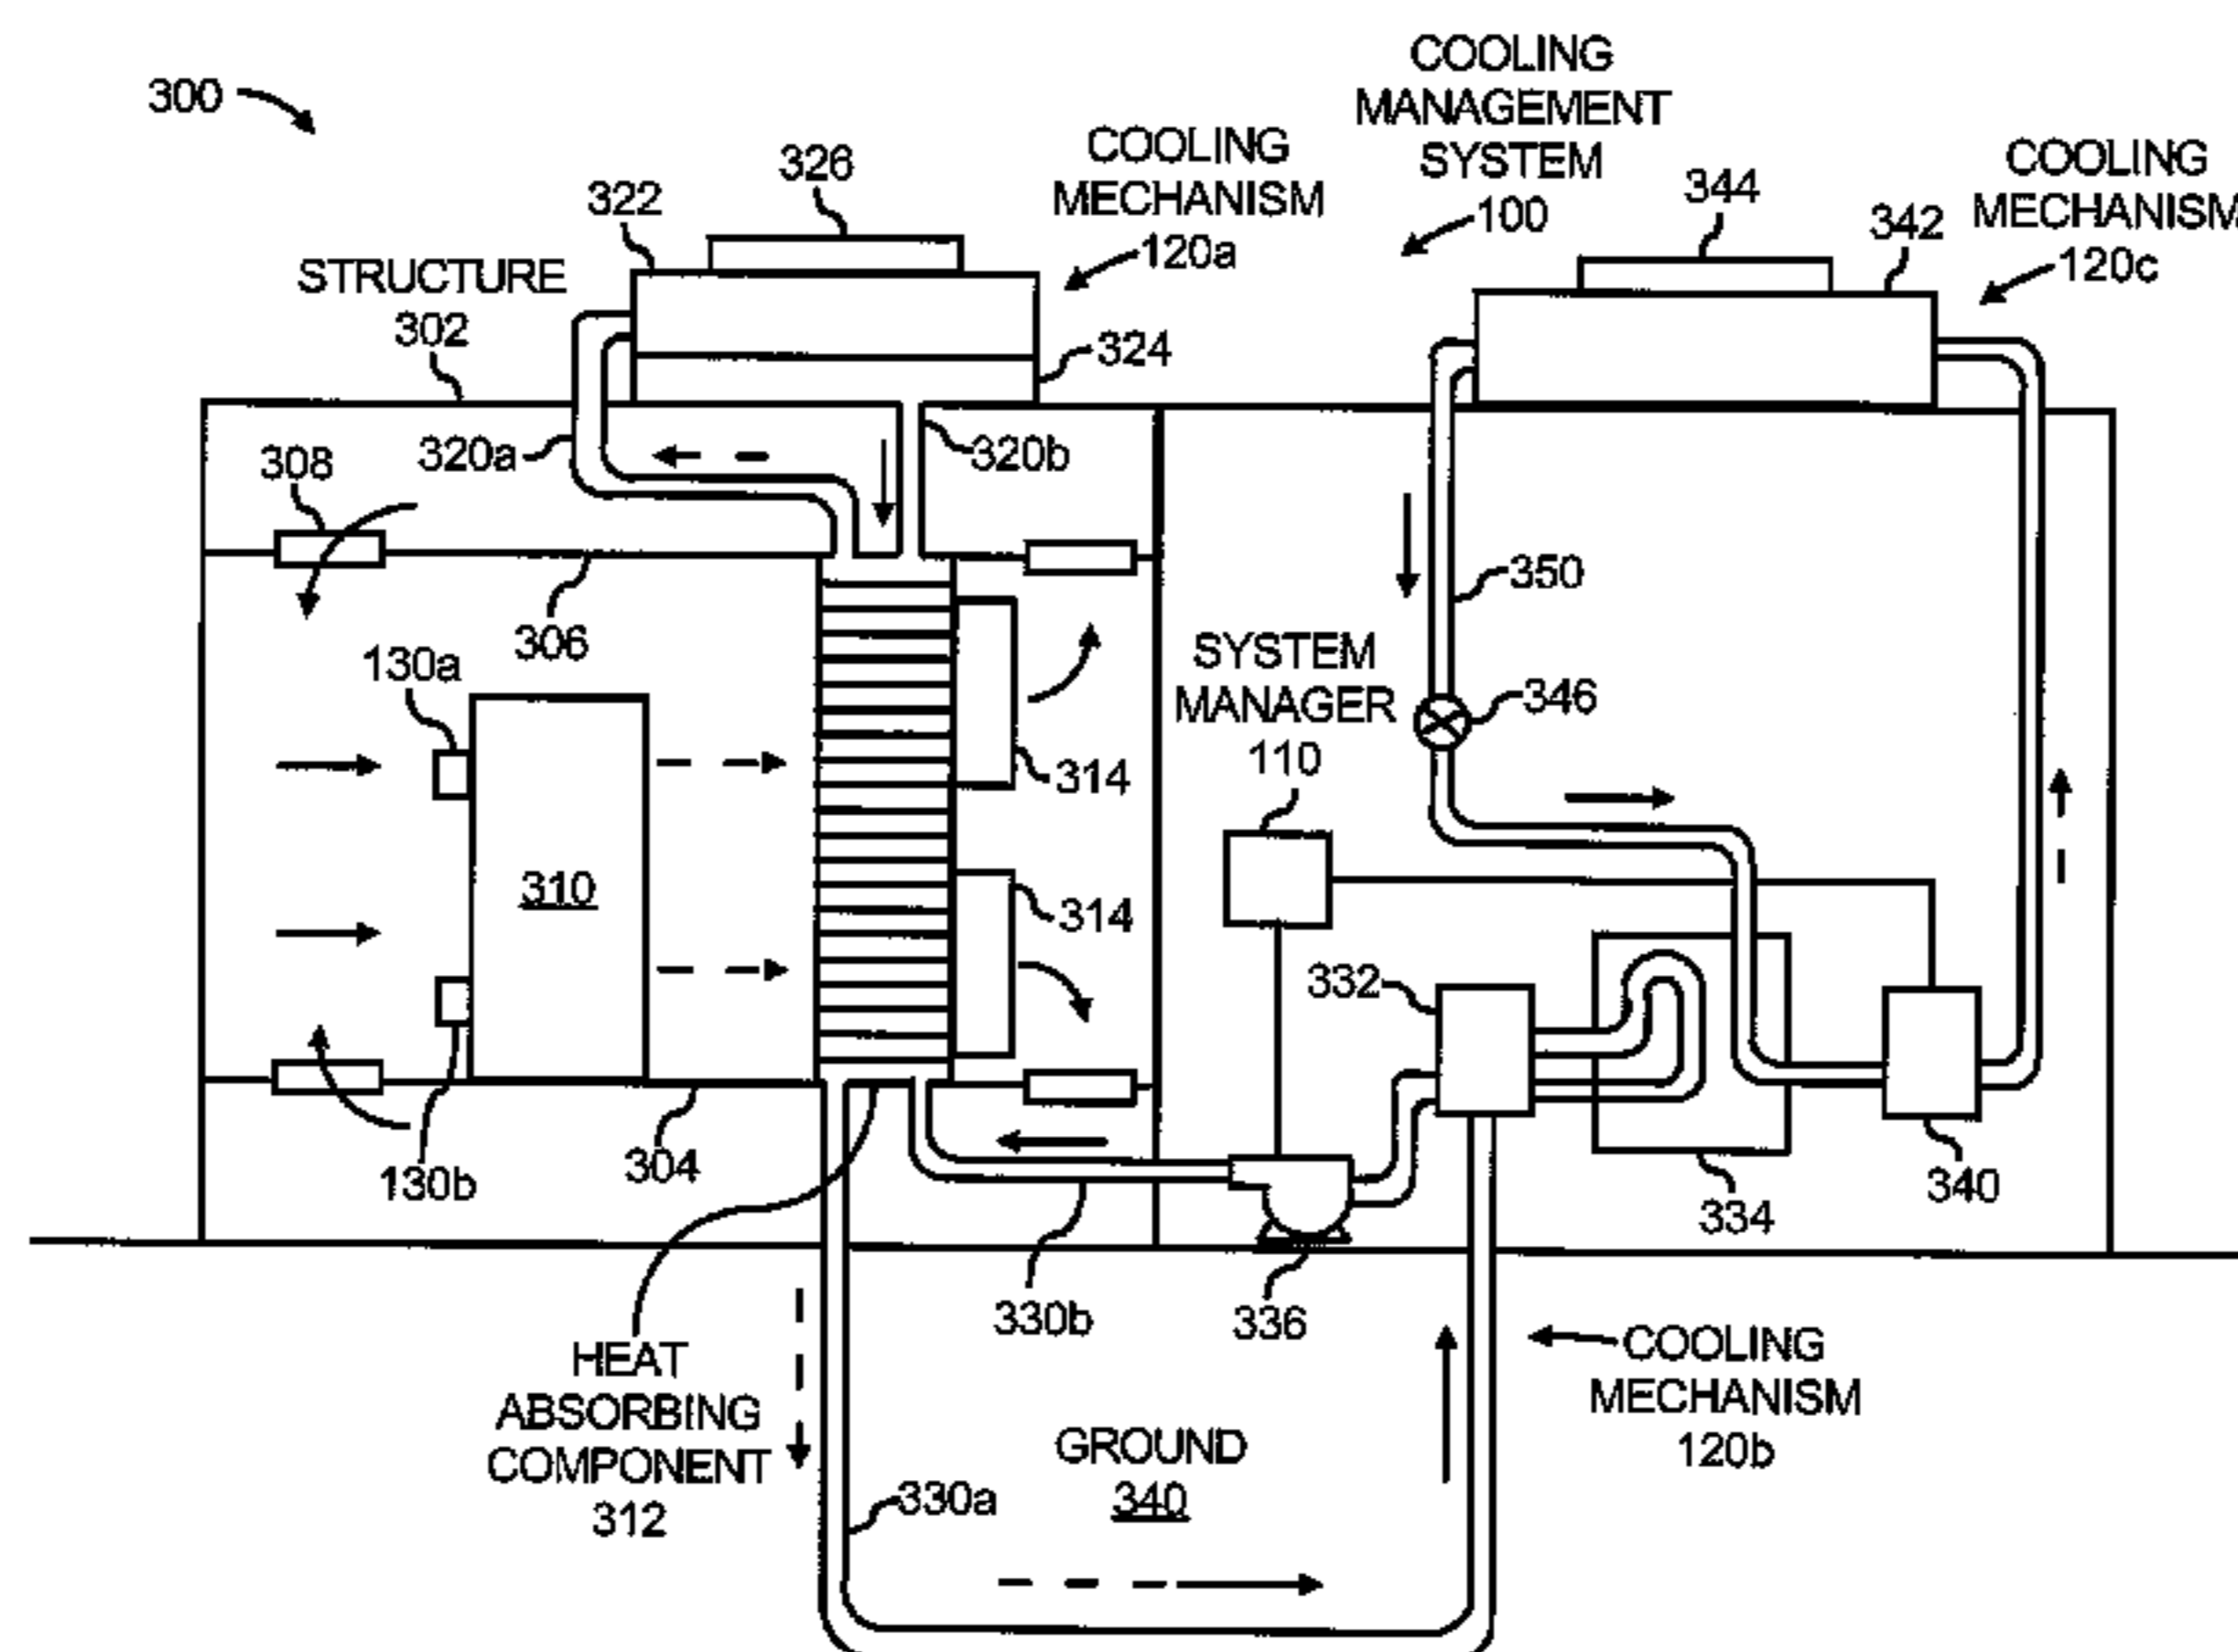 300
COOLING
MANAGEMENT
SYSTEM
100
COOLING
MECHANISM
120a
COOLING
MECHANISM
120c
326
322
344
342
STRUCTURE
302
324
320a
320b
308
306
350
130a
SYSTEM
MANAGER
110
346
314
310
314
332
130b
304
334
340
330b
336
HEAT
ABSORBING
COMPONENT
312
GROUND
340
COOLING
MECHANISM
120b
330a